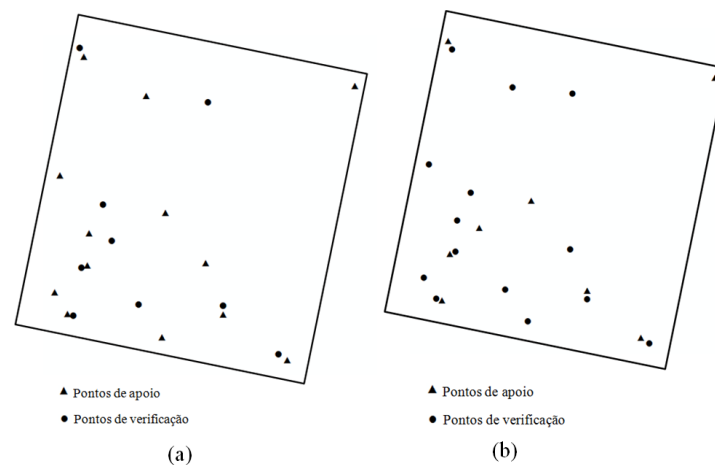 Pontos de apoio
Pontos de verificação
(a)
Pontos de apoio
Pontos de verificação
(b)